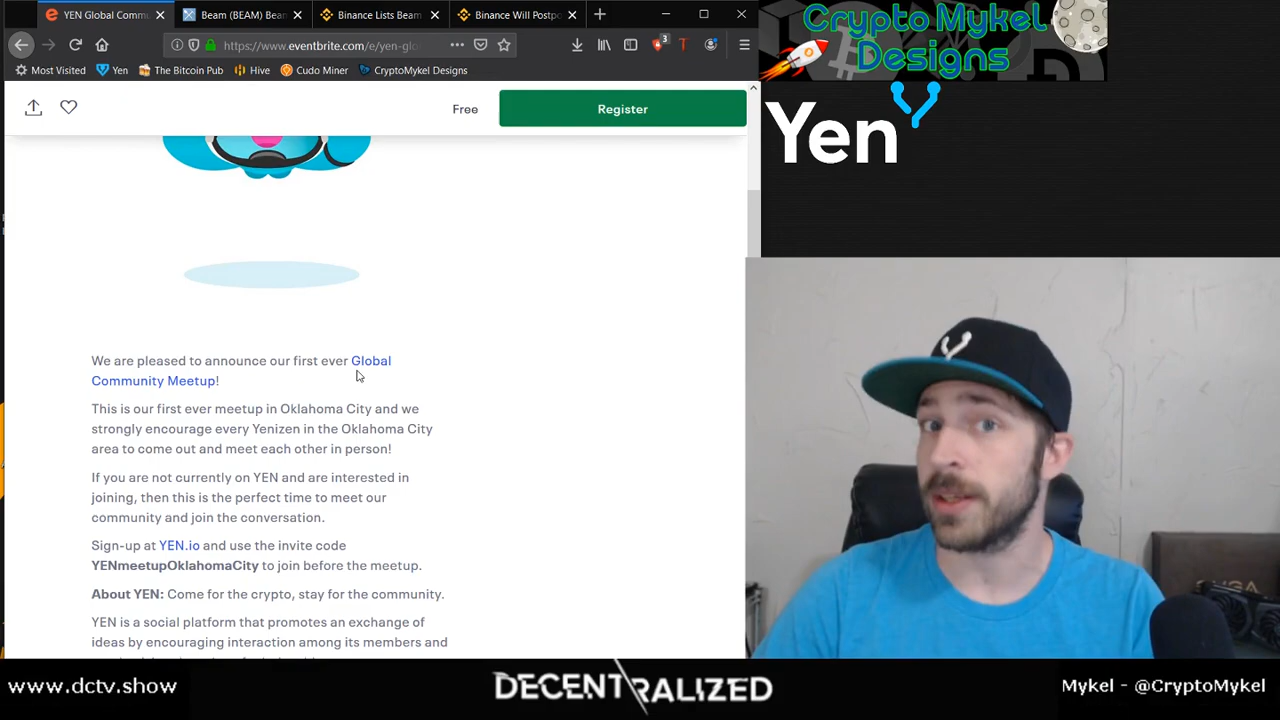 YEN Global Commu
Beam (BEAM) Bean
Binance Lists Beam
Binance Will Postpo
https://www.eventbrite.com/e/yen-glo
3
T
Most Visited
Yen
The Bitcoin Pub
Hive
Cudo Miner
CryptoMykel Designs
Free
Register
We are pleased to announce our first ever Global
Community Meetup!
This is our first ever meetup in Oklahoma City and we
strongly encourage every Yenizen in the Oklahoma City
area to come out and meet each other in person!
If you are not currently on YEN and are interested in
joining, then this is the perfect time to meet our
community and join the conversation.
Sign-up at YEN.io and use the invite code
YENmeetupOklahomaCity to join before the meetup.
About YEN: Come for the crypto, stay for the community.
YEN is a social platform that promotes an exchange of
ideas by encouraging interaction among its members and
Crypto Mykel
Designs
Yen
EVGA
www.dctv.show
DECENTRALIZED
Mykel - @CryptoMykel